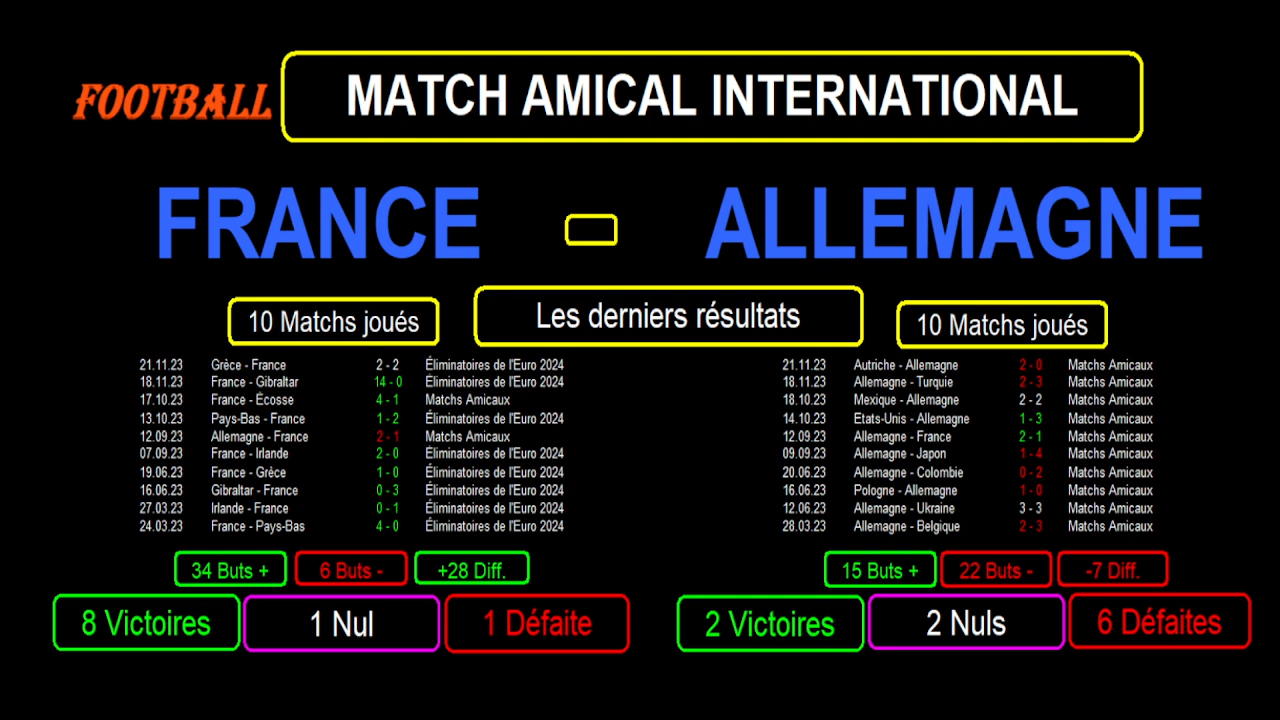 FOOTBALL
MATCH AMICAL INTERNATIONAL
FRANCE - ALLEMAGNE
10 Matchs joués
Les derniers résultats
10 Matchs joués
21.11.23 Grèce - France 2 - 2 Éliminatoires de l'Euro 2024
18.11.23 France - Gibraltar 14 - 0 Éliminatoires de l'Euro 2024
17.10.23 France - Écosse 4 - 1 Matchs Amicaux
13.10.23 Pays-Bas - France 1 - 2 Éliminatoires de l'Euro 2024
12.09.23 Allemagne - France 2 - 1 Matchs Amicaux
07.09.23 France - Irlande 2 - 0 Éliminatoires de l'Euro 2024
19.06.23 France - Grèce 1 - 0 Éliminatoires de l'Euro 2024
16.06.23 Gibraltar - France 0 - 3 Éliminatoires de l'Euro 2024
27.03.23 Irlande - France 0 - 1 Éliminatoires de l'Euro 2024
24.03.23 France - Pays-Bas 4 - 0 Éliminatoires de l'Euro 2024
21.11.23 Autriche - Allemagne 2 - 0 Matchs Amicaux
18.11.23 Allemagne - Turquie 2 - 3 Matchs Amicaux
18.10.23 Mexique - Allemagne 2 - 2 Matchs Amicaux
14.10.23 Etats-Unis - Allemagne 1 - 3 Matchs Amicaux
12.09.23 Allemagne - France 2 - 1 Matchs Amicaux
09.09.23 Allemagne - Japon 1 - 4 Matchs Amicaux
20.06.23 Allemagne - Colombie 0 - 2 Matchs Amicaux
16.06.23 Pologne - Allemagne 1 - 0 Matchs Amicaux
12.06.23 Allemagne - Ukraine 3 - 3 Matchs Amicaux
28.03.23 Allemagne - Belgique 2 - 3 Matchs Amicaux
34 Buts + 6 Buts - +28 Diff.
8 Victoires 1 Nul 1 Défaite
15 Buts + 22 Buts - -7 Diff.
2 Victoires 2 Nuls 6 Défaites